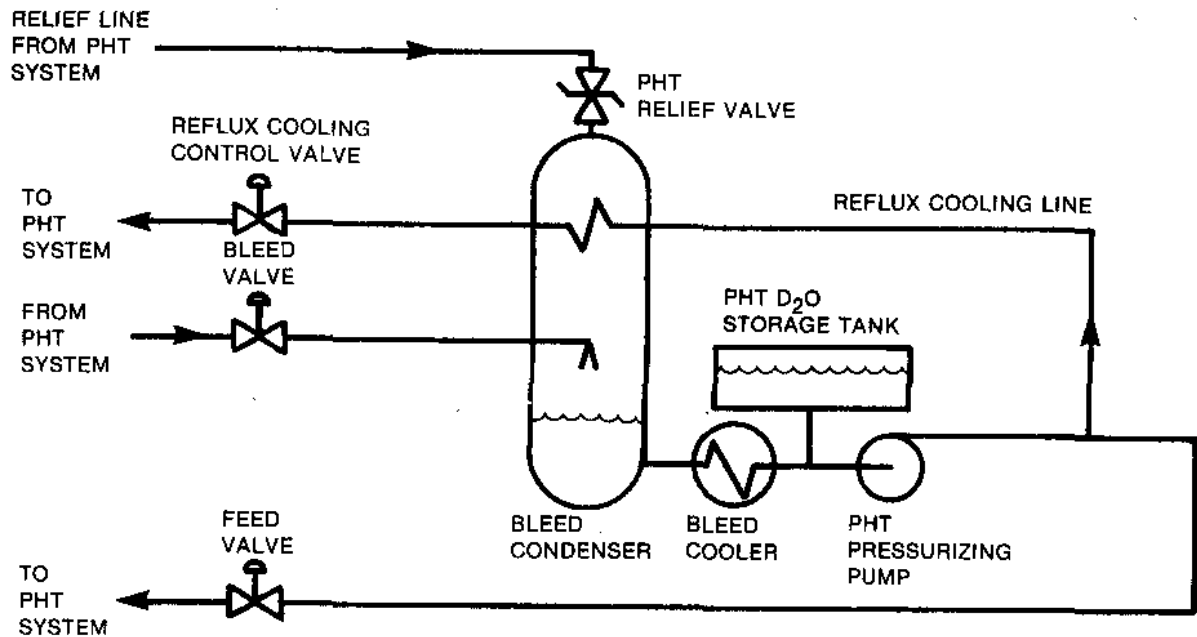 RELIEF LINE
FROM PHT
SYSTEM
PHT
RELIEF VALVE
REFLUX COOLING
CONTROL VALVE
TO
PHT
SYSTEM
REFLUX COOLING LINE
BLEED
VALVE
FROM
PHT
SYSTEM
PHT D₂O
STORAGE TANK
BLEED
CONDENSER
BLEED
COOLER
PHT
PRESSURIZING
PUMP
FEED
VALVE
TO
PHT
SYSTEM